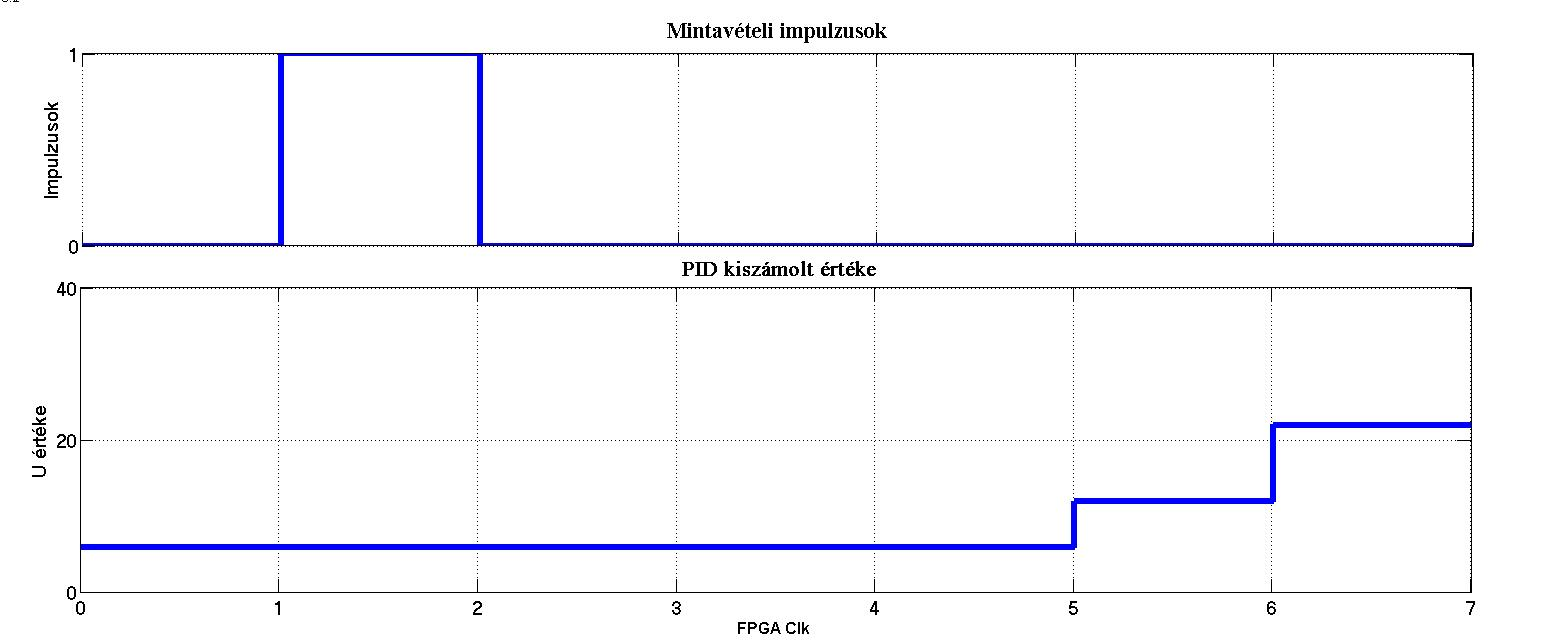 Mintavételi impulzusok
1
Impulzusok
0
PID kiszámolt értéke
40
U értéke
20
0
0 1 2 3 4 5 6 7
FPGA Clk